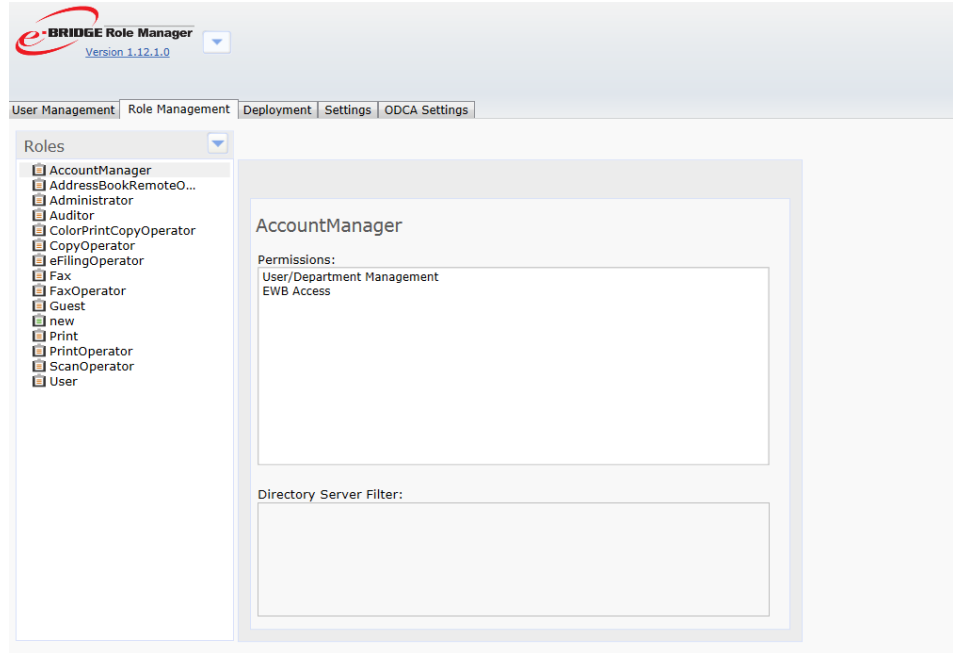 e-BRIDGE Role Manager
Version 1.12.1.0
User Management Role Management Deployment Settings ODCA Settings
Roles
AccountManager
AddressBookRemoteO...
Administrator
Auditor
ColorPrintCopyOperator
CopyOperator
eFilingOperator
Fax
FaxOperator
Guest
new
Print
PrintOperator
ScanOperator
User
AccountManager
Permissions:
User/Department Management
EWB Access
Directory Server Filter: